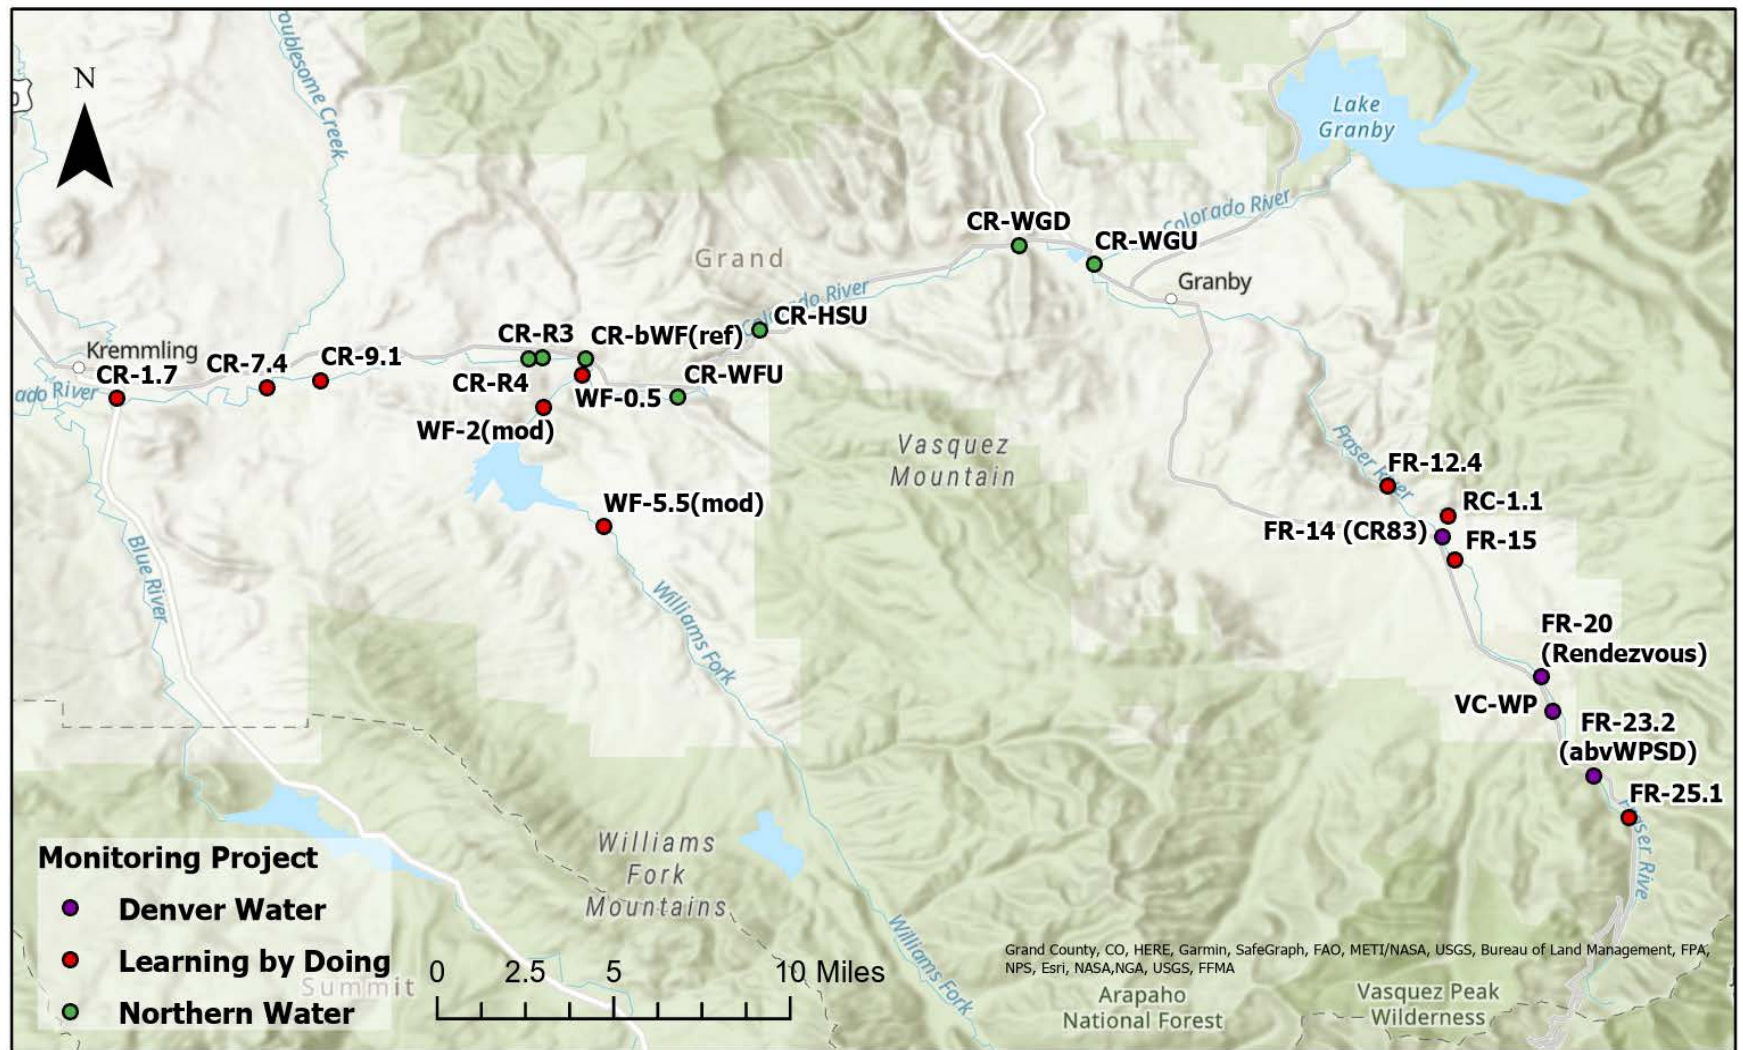 oublesome Creek
N
Lake
Granby
Colorado River
CR-WGD
CR-WGU
Granby
Grand
Colorado River
CR-HSU
CR-R3
CR-bWF(ref)
CR-R4
CR-WFU
WF-0.5
WF-2(mod)
Kremmling
CR-1.7
CR-7.4
CR-9.1
ado River
Vasquez
Mountain
Fraser River
FR-12.4
RC-1.1
FR-14 (CR83)
FR-15
WF-5.5(mod)
Blue River
Williams Fork
FR-20
(Rendezvous)
VC-WP
FR-23.2
(abvWPSD)
FR-25.1
Fraser Rive
Williams
Fork
Mountains
Williams Fork
Monitoring Project
Denver Water
Learning by Doing
Northern Water
Summit
0 2.5 5 10 Miles
Grand County, CO, HERE, Garmin, SafeGraph, FAO, METI/NASA, USGS, Bureau of Land Management, FPA,
NPS, Esri, NASA,NGA, USGS, FFMA
Arapaho
National Forest
Vasquez Peak
Wilderness